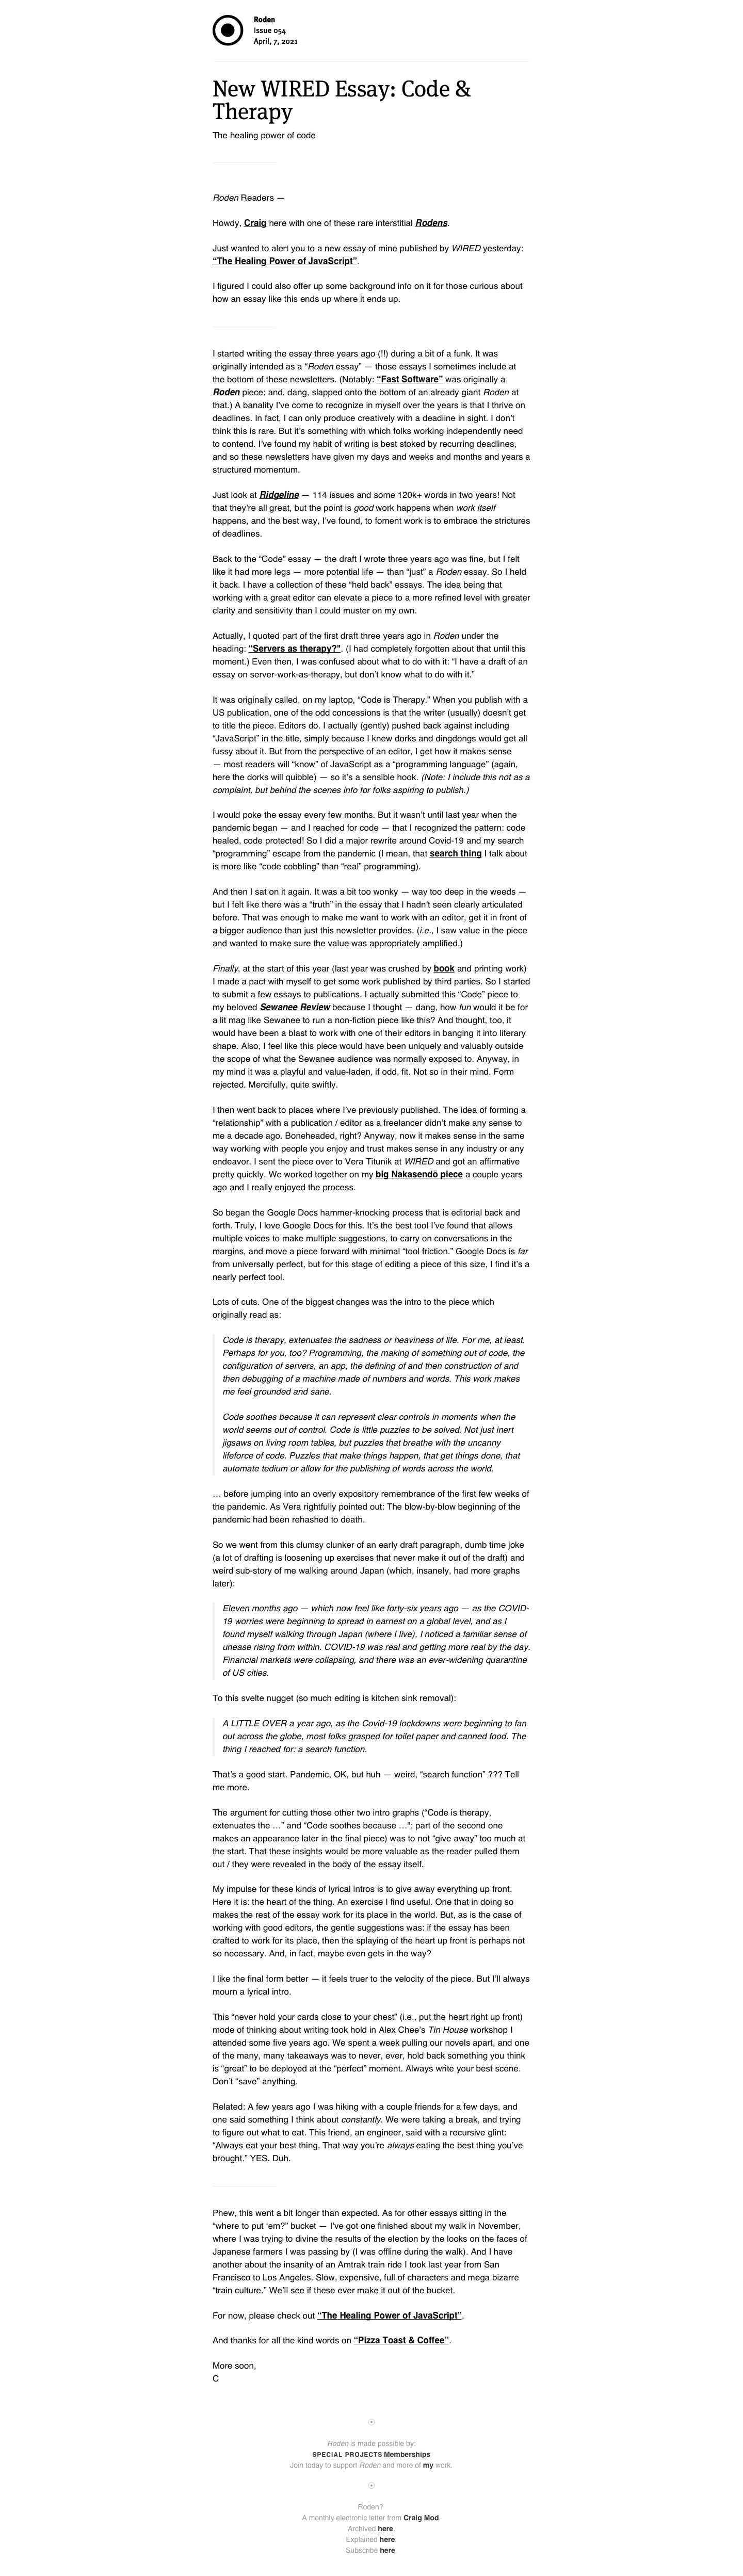 Roden
Issue 054
April, 7, 2021
New WIRED Essay: Code &
Therapy
The healing power of code
Roden Readers —
Howdy, Craig here with one of these rare interstitial Rodens.
Just wanted to alert you to a new essay of mine published by WIRED yesterday:
“The Healing Power of JavaScript”.
I figured I could also offer up some background info on it for those curious about
how an essay like this ends up where it ends up.
I started writing the essay three years ago (!!) during a bit of a funk. It was
originally intended as a “Roden essay” — those essays I sometimes include at
the bottom of these newsletters. (Notably: “Fast Software” was originally a
Roden piece; and, dang, slapped onto the bottom of an already giant Roden at
that.) A banality I’ve come to recognize in myself over the years is that I thrive on
deadlines. In fact, I can only produce creatively with a deadline in sight. I don’t
think this is rare. But it’s something with which folks working independently need
to contend. I’ve found my habit of writing is best stoked by recurring deadlines,
and so these newsletters have given my days and weeks and months and years a
structured momentum.
Just look at Ridgeline — 114 issues and some 120k+ words in two years! Not
that they’re all great, but the point is good work happens when work itself
happens, and the best way, I’ve found, to foment work is to embrace the strictures
of deadlines.
Back to the “Code” essay — the draft I wrote three years ago was fine, but I felt
like it had more legs — more potential life — than “just” a Roden essay. So I held
it back. I have a collection of these “held back” essays. The idea being that
working with a great editor can elevate a piece to a more refined level with greater
clarity and sensitivity than I could muster on my own.
Actually, I quoted part of the first draft three years ago in Roden under the
heading: “Servers as therapy?”. (I had completely forgotten about that until this
moment.) Even then, I was confused about what to do with it: “I have a draft of an
essay on server-work-as-therapy, but don’t know what to do with it.”
It was originally called, on my laptop, “Code is Therapy.” When you publish with a
US publication, one of the odd concessions is that the writer (usually) doesn’t get
to title the piece. Editors do. I actually (gently) pushed back against including
“JavaScript” in the title, simply because I knew dorks and dingdongs would get all
fussy about it. But from the perspective of an editor, I get how it makes sense
— most readers will “know” of JavaScript as a “programming language” (again,
here the dorks will quibble) — so it’s a sensible hook. (Note: I include this not as a
complaint, but behind the scenes info for folks aspiring to publish.)
I would poke the essay every few months. But it wasn’t until last year when the
pandemic began — and I reached for code — that I recognized the pattern: code
healed, code protected! So I did a major rewrite around Covid-19 and my search
“programming” escape from the pandemic (I mean, that search thing I talk about
is more like “code cobbling” than “real” programming).
And then I sat on it again. It was a bit too wonky — way too deep in the weeds —
but I felt like there was a “truth” in the essay that I hadn’t seen clearly articulated
before. That was enough to make me want to work with an editor, get it in front of
a bigger audience than just this newsletter provides. (i.e., I saw value in the piece
and wanted to make sure the value was appropriately amplified.)
Finally, at the start of this year (last year was crushed by book and printing work)
I made a pact with myself to get some work published by third parties. So I started
to submit a few essays to publications. I actually submitted this “Code” piece to
my beloved Sewanee Review because I thought — dang, how fun would it be for
a lit mag like Sewanee to run a non-fiction piece like this? And thought, too, it
would have been a blast to work with one of their editors in banging it into literary
shape. Also, I feel like this piece would have been uniquely and valuably outside
the scope of what the Sewanee audience was normally exposed to. Anyway, in
my mind it was a playful and value-laden, if odd, fit. Not so in their mind. Form
rejected. Mercifully, quite swiftly.
I then went back to places where I’ve previously published. The idea of forming a
“relationship” with a publication / editor as a freelancer didn’t make any sense to
me a decade ago. Boneheaded, right? Anyway, now it makes sense in the same
way working with people you enjoy and trust makes sense in any industry or any
endeavor. I sent the piece over to Vera Titunik at WIRED and got an affirmative
pretty quickly. We worked together on my big Nakasendō piece a couple years
ago and I really enjoyed the process.
So began the Google Docs hammer-knocking process that is editorial back and
forth. Truly, I love Google Docs for this. It’s the best tool I’ve found that allows
multiple voices to make multiple suggestions, to carry on conversations in the
margins, and move a piece forward with minimal “tool friction.” Google Docs is far
from universally perfect, but for this stage of editing a piece of this size, I find it’s a
nearly perfect tool.
Lots of cuts. One of the biggest changes was the intro to the piece which
originally read as:
Code is therapy, extenuates the sadness or heaviness of life. For me, at least.
Perhaps for you, too? Programming, the making of something out of code, the
configuration of servers, an app, the defining of and then construction of and
then debugging of a machine made of numbers and words. This work makes
me feel grounded and sane.
Code soothes because it can represent clear controls in moments when the
world seems out of control. Code is little puzzles to be solved. Not just inert
jigsaws on living room tables, but puzzles that breathe with the uncanny
lifeforce of code. Puzzles that make things happen, that get things done, that
automate tedium or allow for the publishing of words across the world.
… before jumping into an overly expository remembrance of the first few weeks of
the pandemic. As Vera rightfully pointed out: The blow-by-blow beginning of the
pandemic had been rehashed to death.
So we went from this clumsy clunker of an early draft paragraph, dumb time joke
(a lot of drafting is loosening up exercises that never make it out of the draft) and
weird sub-story of me walking around Japan (which, insanely, had more graphs
later):
Eleven months ago — which now feel like forty-six years ago — as the COVID-
19 worries were beginning to spread in earnest on a global level, and as I
found myself walking through Japan (where I live), I noticed a familiar sense of
unease rising from within. COVID-19 was real and getting more real by the day.
Financial markets were collapsing, and there was an ever-widening quarantine
of US cities.
To this svelte nugget (so much editing is kitchen sink removal):
A LITTLE OVER a year ago, as the Covid-19 lockdowns were beginning to fan
out across the globe, most folks grasped for toilet paper and canned food. The
thing I reached for: a search function.
That’s a good start. Pandemic, OK, but huh — weird, “search function” ??? Tell
me more.
The argument for cutting those other two intro graphs (“Code is therapy,
extenuates the …” and “Code soothes because …”; part of the second one
makes an appearance later in the final piece) was to not “give away” too much at
the start. That these insights would be more valuable as the reader pulled them
out / they were revealed in the body of the essay itself.
My impulse for these kinds of lyrical intros is to give away everything up front.
Here it is: the heart of the thing. An exercise I find useful. One that in doing so
makes the rest of the essay work for its place in the world. But, as is the case of
working with good editors, the gentle suggestions was: if the essay has been
crafted to work for its place, then the splaying of the heart up front is perhaps not
so necessary. And, in fact, maybe even gets in the way?
I like the final form better — it feels truer to the velocity of the piece. But I’ll always
mourn a lyrical intro.
This “never hold your cards close to your chest” (i.e., put the heart right up front)
mode of thinking about writing took hold in Alex Chee’s Tin House workshop I
attended some five years ago. We spent a week pulling our novels apart, and one
of the many, many takeaways was to never, ever, hold back something you think
is “great” to be deployed at the “perfect” moment. Always write your best scene.
Don’t “save” anything.
Related: A few years ago I was hiking with a couple friends for a few days, and
one said something I think about constantly. We were taking a break, and trying
to figure out what to eat. This friend, an engineer, said with a recursive glint:
“Always eat your best thing. That way you’re always eating the best thing you’ve
brought.” YES. Duh.
Phew, this went a bit longer than expected. As for other essays sitting in the
“where to put ‘em?” bucket — I’ve got one finished about my walk in November,
where I was trying to divine the results of the election by the looks on the faces of
Japanese farmers I was passing by (I was offline during the walk). And I have
another about the insanity of an Amtrak train ride I took last year from San
Francisco to Los Angeles. Slow, expensive, full of characters and mega bizarre
“train culture.” We’ll see if these ever make it out of the bucket.
For now, please check out “The Healing Power of JavaScript”.
And thanks for all the kind words on “Pizza Toast & Coffee”.
More soon,
C
Roden is made possible by:
SPECIAL PROJECTS Memberships
Join today to support Roden and more of my work.
Roden?
A monthly electronic letter from Craig Mod.
Archived here.
Explained here.
Subscribe here.